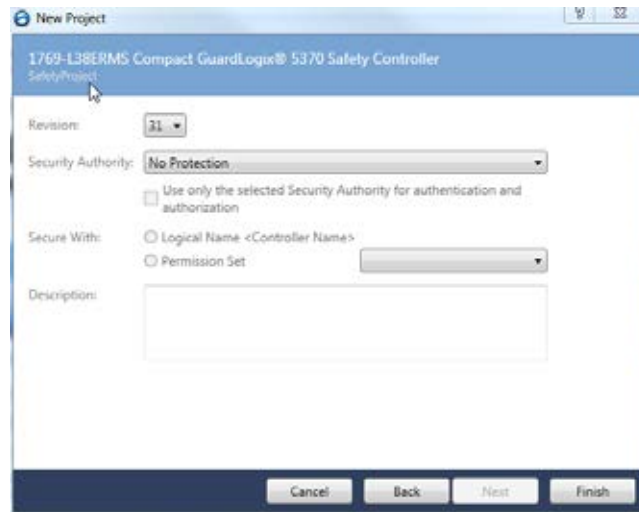 New Project
1769-L38ERMS Compact GuardLogix® 5370 Safety Controller
SafetyProject
Revision: 31
Security Authority: No Protection
Use only the selected Security Authority for authentication and
authorization
Secure With: Logical Name <Controller Name>
Permission Set
Description:
Cancel Back Next Finish